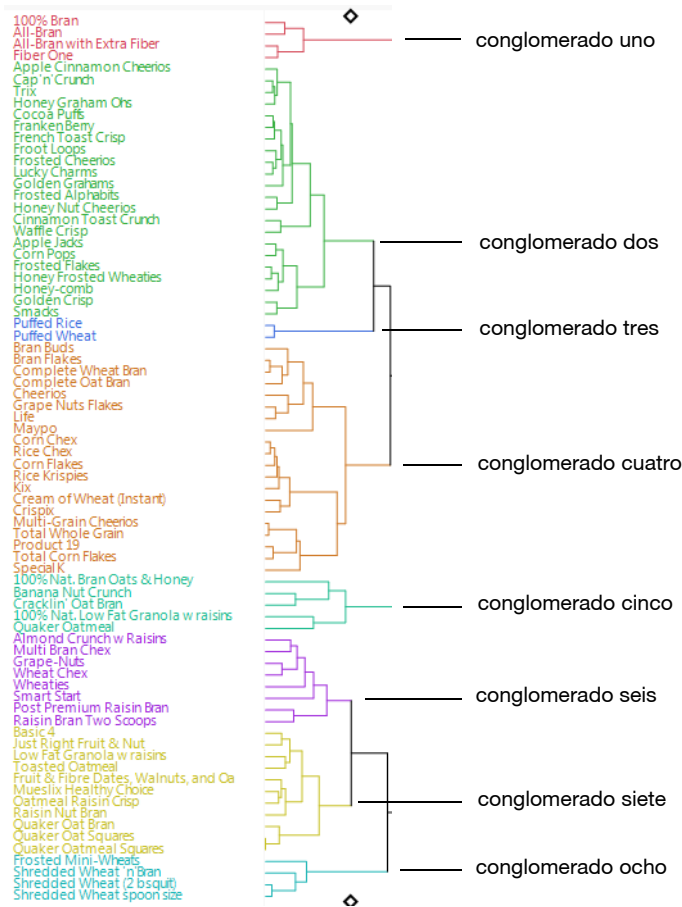 100% Bran
All-Bran
All-Bran with Extra Fiber
Fiber One
conglomerado uno
Apple Cinnamon Cheerios
Cap'n'Crunch
Trix
Honey Graham Ohs
Cocoa Puffs
FrankenBerry
French Toast Crisp
Froot Loops
Frosted Cheerios
Lucky Charms
Golden Grahams
Frosted Alphabits
Honey Nut Cheerios
Cinnamon Toast Crunch
Waffle Crisp
Apple Jacks
Corn Pops
Frosted Flakes
Honey Frosted Wheaties
Honey-comb
Golden Crisp
Smacks
conglomerado dos
Puffed Rice
Puffed Wheat
conglomerado tres
Bran Buds
Bran Flakes
Complete Wheat Bran
Complete Oat Bran
Cheerios
Grape Nuts Flakes
Life
Maypo
Corn Chex
Rice Chex
Corn Flakes
Rice Krispies
Kix
Cream of Wheat (Instant)
Crispix
Multi-Grain Cheerios
Total Whole Grain
Product 19
Total Corn Flakes
Special K
conglomerado cuatro
100% Nat. Bran Oats & Honey
Banana Nut Crunch
Cracklin' Oat Bran
100% Nat. Low Fat Granola w raisins
Quaker Oatmeal
conglomerado cinco
Almond Crunch w Raisins
Multi Bran Chex
Grape-Nuts
Wheat Chex
Wheaties
Smart Start
Post Premium Raisin Bran
Raisin Bran Two Scoops
conglomerado seis
Basic 4
Just Right Fruit & Nut
Low Fat Granola w raisins
Toasted Oatmeal
Fruit & Fibre Dates, Walnuts, and Oa
Mueslix Healthy Choice
Oatmeal Raisin Crisp
Raisin Nut Bran
Quaker Oat Bran
Quaker Oat Squares
Quaker Oatmeal Squares
conglomerado siete
Frosted Mini-Wheats
Shredded Wheat 'n'Bran
Shredded Wheat (2 bsquit)
Shredded Wheat spoon size
conglomerado ocho